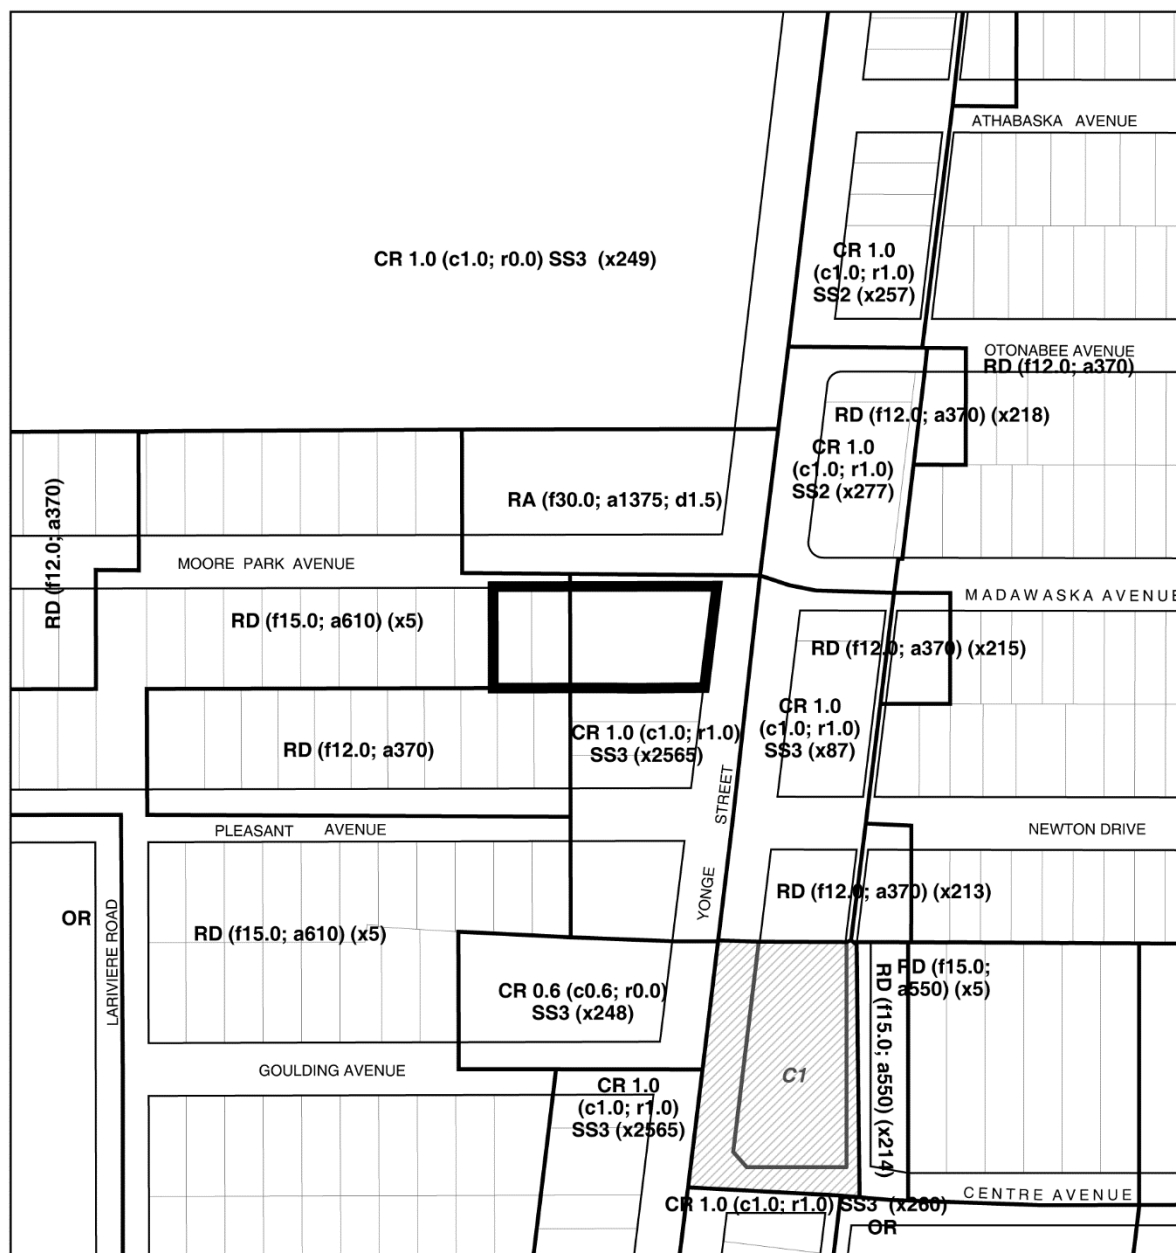 ATHABASKA AVENUE
CR 1.0 (c1.0; r0.0) SS3 (x249)
CR 1.0
(c1.0; r1.0)
SS2 (x257)
OTONABEE AVENUE
RD (f12.0; a370)
RD (f12.0; a370) (x218)
CR 1.0
(c1.0; r1.0)
SS2 (x277)
RA (f30.0; a1375; d1.5)
RD (f12.0; a370)
MOORE PARK AVENUE
MADAWASKA AVENUE
RD (f15.0; a610) (x5)
RD (f12.0; a370) (x215)
CR 1.0
(c1.0; r1.0)
SS3 (x87)
CR 1.0 (c1.0; r1.0)
SS3 (x2565)
RD (f12.0; a370)
YONGE STREET
PLEASANT AVENUE
NEWTON DRIVE
RD (f12.0; a370) (x213)
OR
LARIVIERE ROAD
RD (f15.0; a610) (x5)
RD (f15.0;
a550) (x5)
CR 0.6 (c0.6; r0.0)
SS3 (x248)
RD (f15.0; a550) (x214)
C1
GOULDING AVENUE
CR 1.0
(c1.0; r1.0)
SS3 (x2565)
CENTRE AVENUE
CR 1.0 (c1.0; r1.0) SS3 (x260)
OR